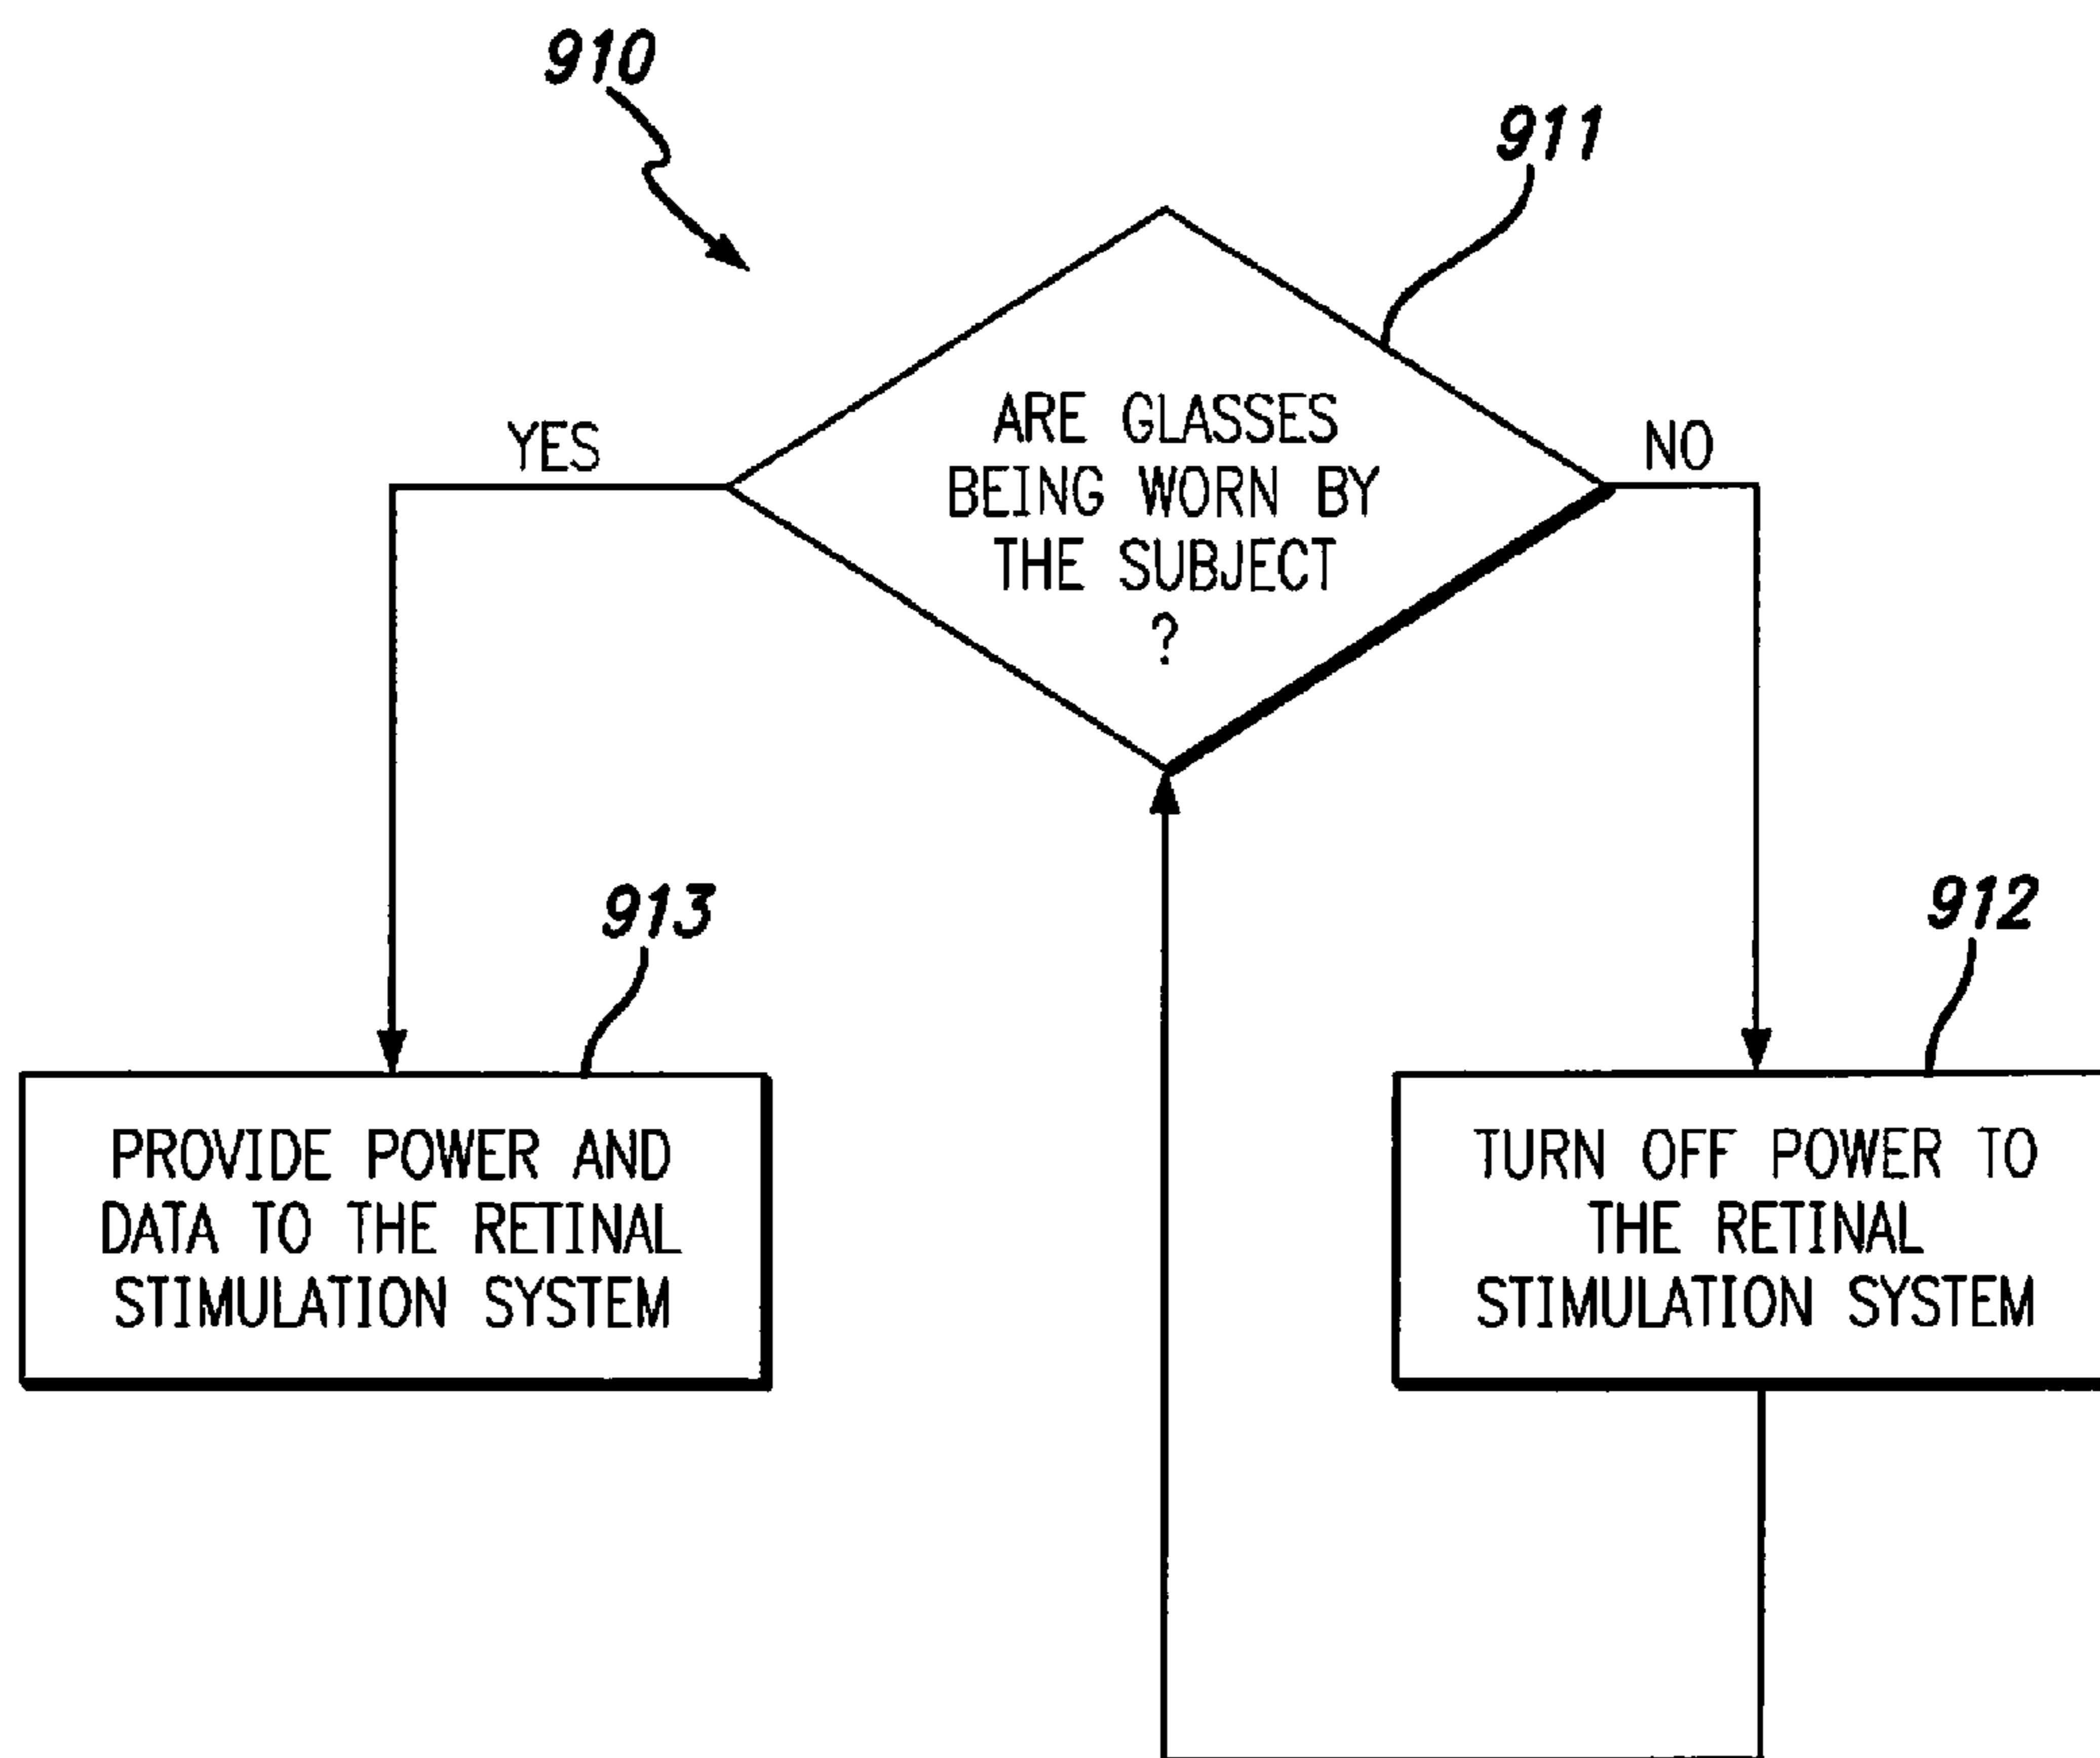 910
911
ARE GLASSES
BEING WORN BY
THE SUBJECT
?
YES
NO
913
912
PROVIDE POWER AND
DATA TO THE RETINAL
STIMULATION SYSTEM
TURN OFF POWER TO
THE RETINAL
STIMULATION SYSTEM